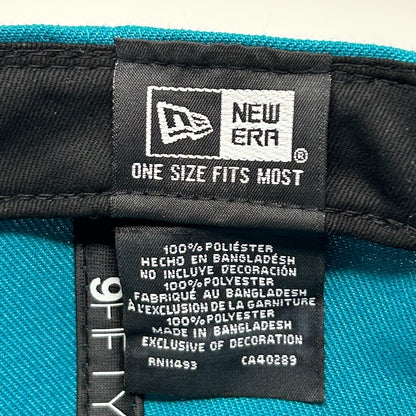 NEW
ERA®
ONE SIZE FITS MOST
100% POLIÉSTER
HECHO EN BANGLADÉSH
NO INCLUYE DECORACIÓN
100% POLYESTER
FABRIQUÉ AU BANGLADESH
À L'EXCLUSION DE LA GARNITURE
100% POLYESTER
MADE IN BANGLADESH
EXCLUSIVE OF DECORATION
RN11493 CA40289
9FIFTY